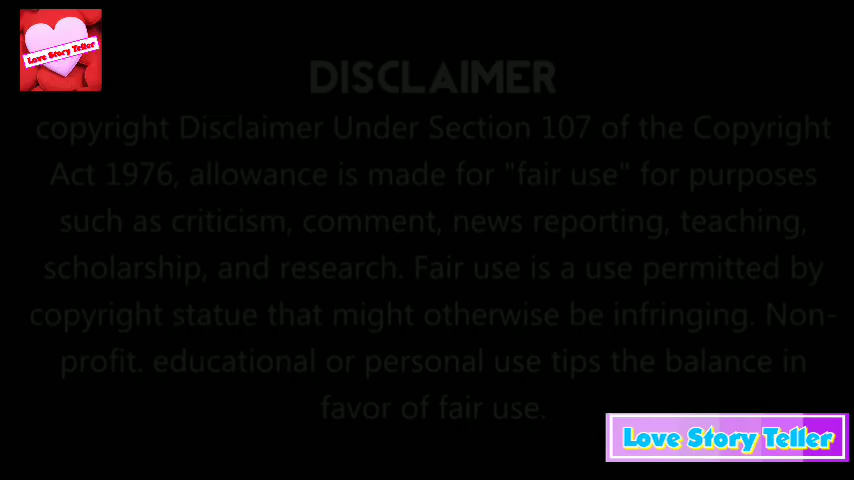 Love Story Teller
DISCLAIMER
copyright Disclaimer Under Section 107 of the Copyright
Act 1976, allowance is made for "fair use" for purposes
such as criticism, comment, news reporting, teaching,
scholarship, and research. Fair use is a use permitted by
copyright statue that might otherwise be infringing. Non-
profit. educational or personal use tips the balance in
favor of fair use.
Love Story Teller